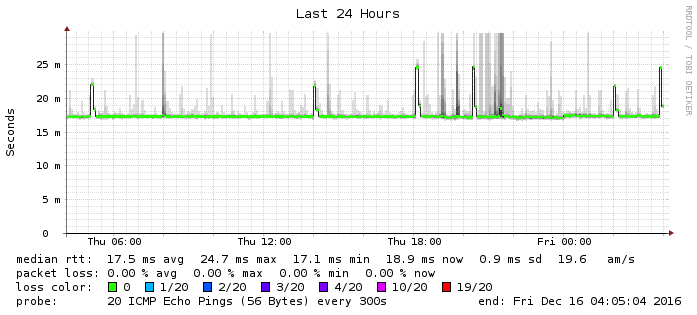 Last 24 Hours
RRDTOOL / TOBI OETIKER
Seconds
25 m
20 m
15 m
10 m
5 m
0
Thu 06:00 Thu 12:00 Thu 18:00 Fri 00:00
median rtt: 17.5 ms avg 24.7 ms max 17.1 ms min 18.9 ms now 0.9 ms sd 19.6 am/s
packet loss: 0.00 % avg 0.00 % max 0.00 % min 0.00 % now
loss color: 0 1/20 2/20 3/20 4/20 10/20 19/20
probe: 20 ICMP Echo Pings (56 Bytes) every 300s end: Fri Dec 16 04:05:04 2016